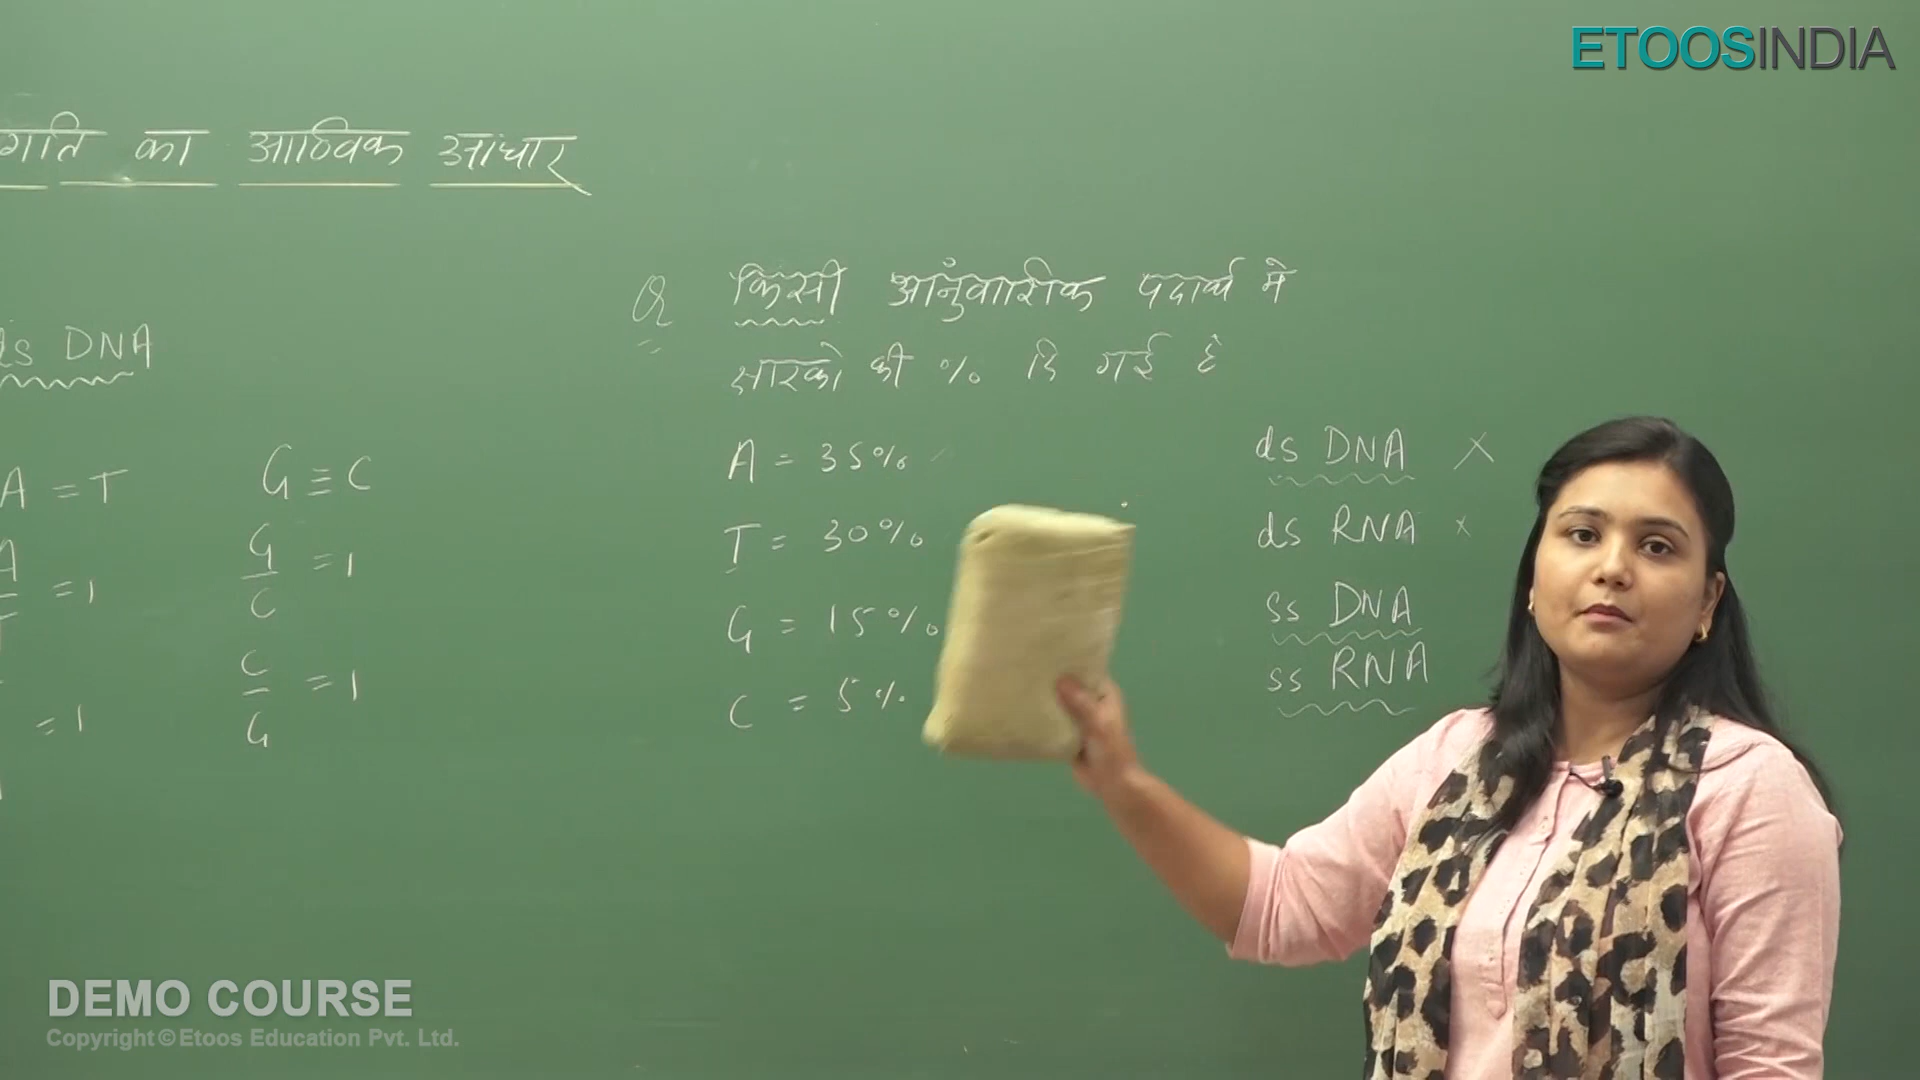 ETOOSINDIA
गति का आण्विक आधार
ds DNA
A = T
G ≡ C
A
= 1
G/C = 1
= 1
C/G = 1
Q किसी आनुंवाशिक पदार्थ मे
क्षारको की % दि गई है
A = 35%
T = 30%
G = 15%
C = 5%
ds DNA ×
ds RNA ×
ss DNA
ss RNA
DEMO COURSE
Copyright © Etoos Education Pvt. Ltd.